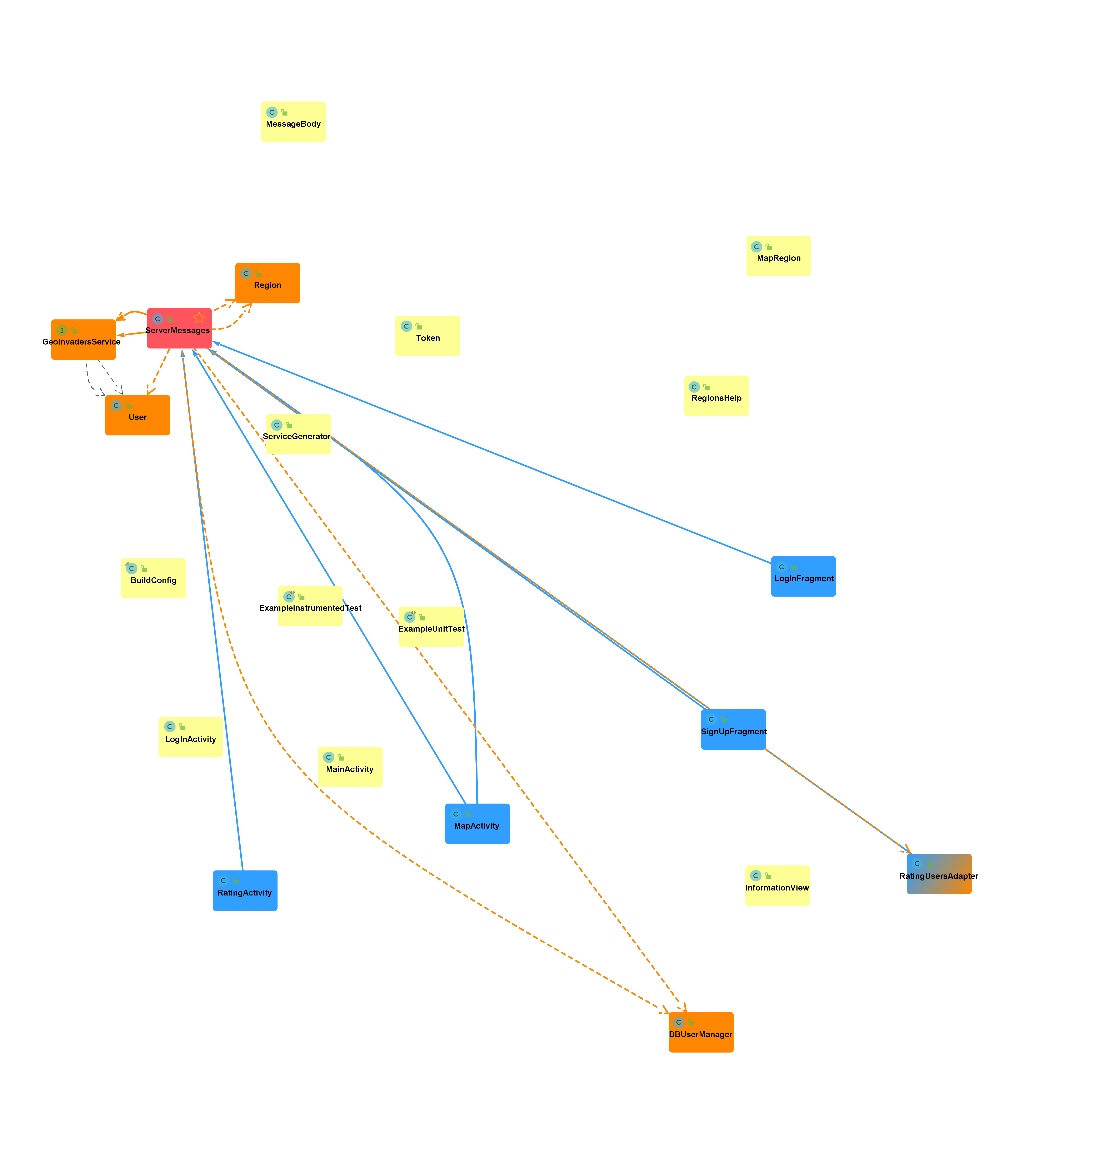 MessageBody
MapRegion
Region
ServerMessages
GeoInvadersService
Token
RegionsHelp
User
ServiceGenerator
BuildConfig
LogInFragment
ExampleInstrumentedTest
ExampleUnitTest
SignUpFragment
LogInActivity
MainActivity
MapActivity
RatingUsersAdapter
InformationView
RatingActivity
DBUserManager